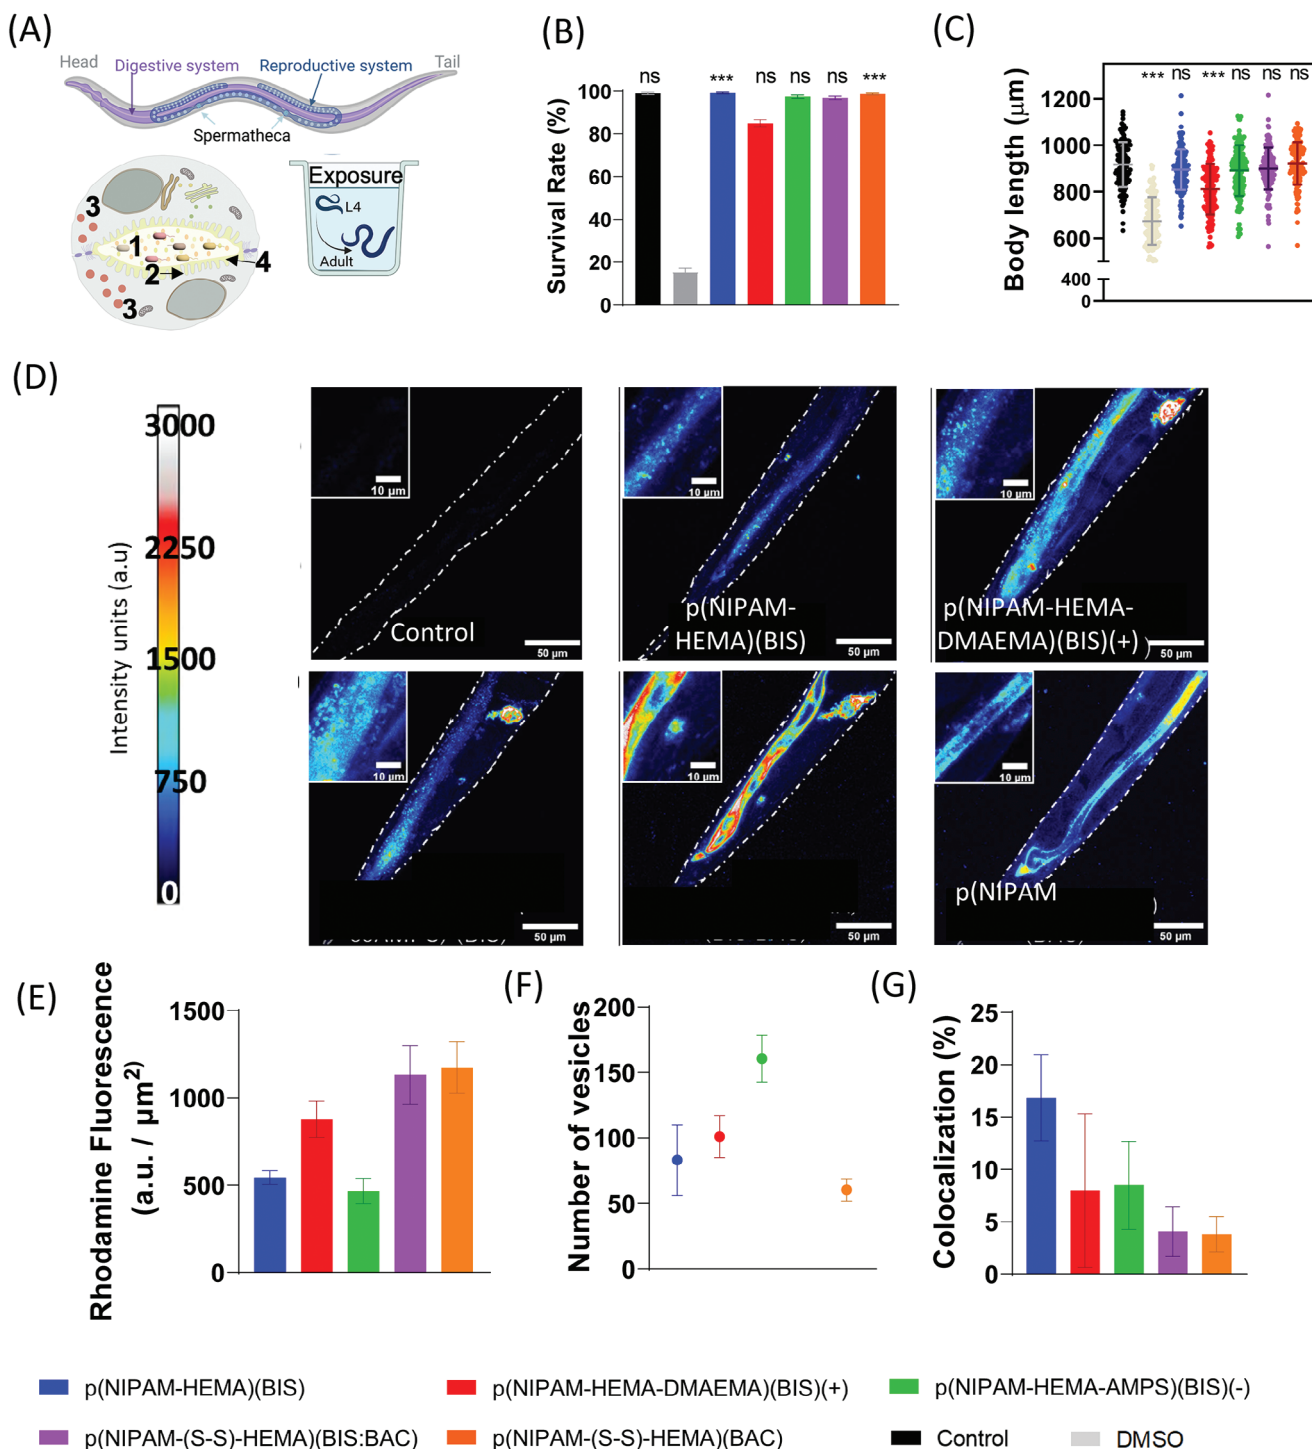 (A)
Head
Digestive system
Reproductive system
Tail
Spermatheca
3
1
2
4
3
Exposure
L4
Adult
(B)
Survival Rate (%)
100
80
60
40
20
0
ns
***
ns
ns
ns
***
(C)
Body length (µm)
1200
1000
800
600
400
0
***
ns
***
ns
ns
ns
(D)
Intensity units (a.u)
3000
2250
1500
750
0
10 µm
Control
50 µm
10 µm
p(NIPAM-
HEMA)(BIS)
50 µm
10 µm
p(NIPAM-HEMA-
DMAEMA)(BIS)(+) )
50 µm
10 µm
50 µm
10 µm
50 µm
10 µm
p(NIPAM
)
50 µm
(E)
Rhodamine Fluorescence
(a.u. / µm²)
1500
1000
500
0
(F)
Number of vesicles
200
150
100
50
0
(G)
Colocalization (%)
25
20
15
10
5
0
p(NIPAM-HEMA)(BIS)
p(NIPAM-HEMA-DMAEMA)(BIS)(+)
p(NIPAM-HEMA-AMPS)(BIS)(-)
p(NIPAM-(S-S)-HEMA)(BIS:BAC)
p(NIPAM-(S-S)-HEMA)(BAC)
Control
DMSO